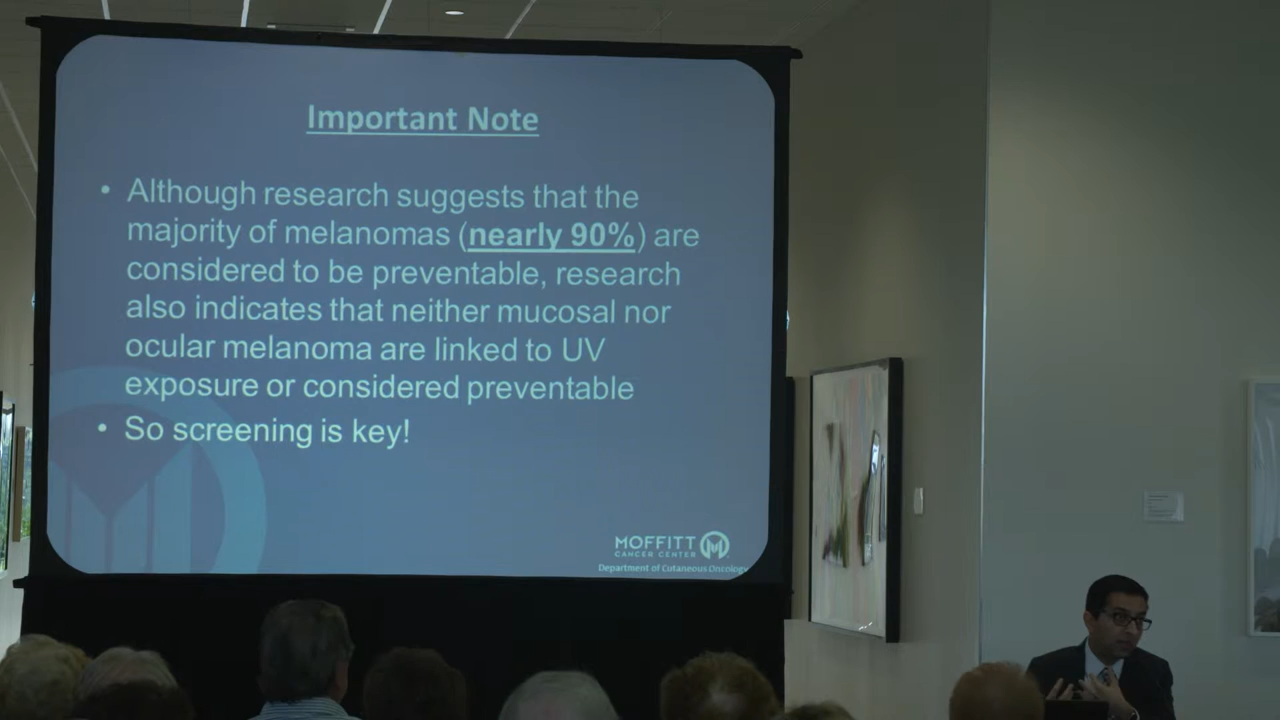 Important Note
• Although research suggests that the
majority of melanomas (nearly 90%) are
considered to be preventable, research
also indicates that neither mucosal nor
ocular melanoma are linked to UV
exposure or considered preventable
• So screening is key!
MOFFITT
CANCER CENTER
Department of Cutaneous Oncology